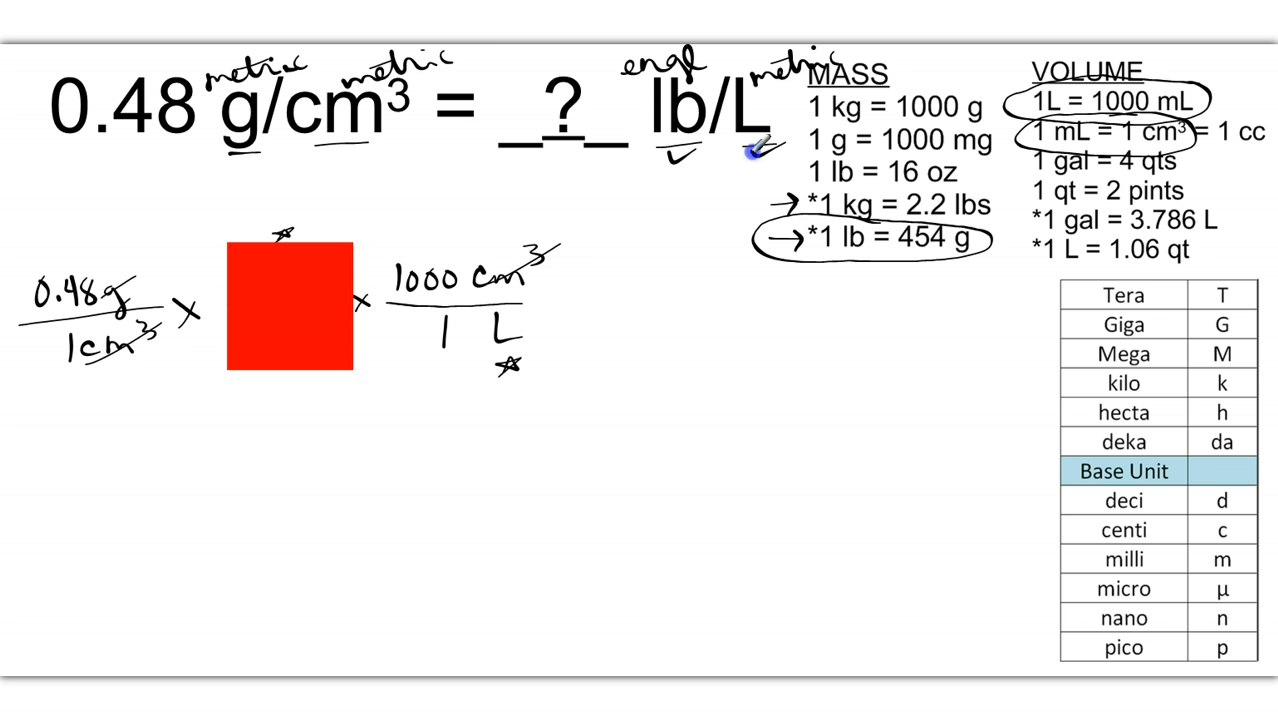 metric metric engl metric
0.48 g/cm³ = _?_ lb/L
MASS
1 kg = 1000 g
1 g = 1000 mg
1 lb = 16 oz
→ *1 kg = 2.2 lbs
→ *1 lb = 454 g
VOLUME
1L = 1000 mL
1 mL = 1 cm³ = 1 cc
1 gal = 4 qts
1 qt = 2 pints
*1 gal = 3.786 L
*1 L = 1.06 qt
0.48 g
1 cm³
×
×
1000 cm³
1 L
Tera T
Giga G
Mega M
kilo k
hecta h
deka da
Base Unit
deci d
centi c
milli m
micro µ
nano n
pico p